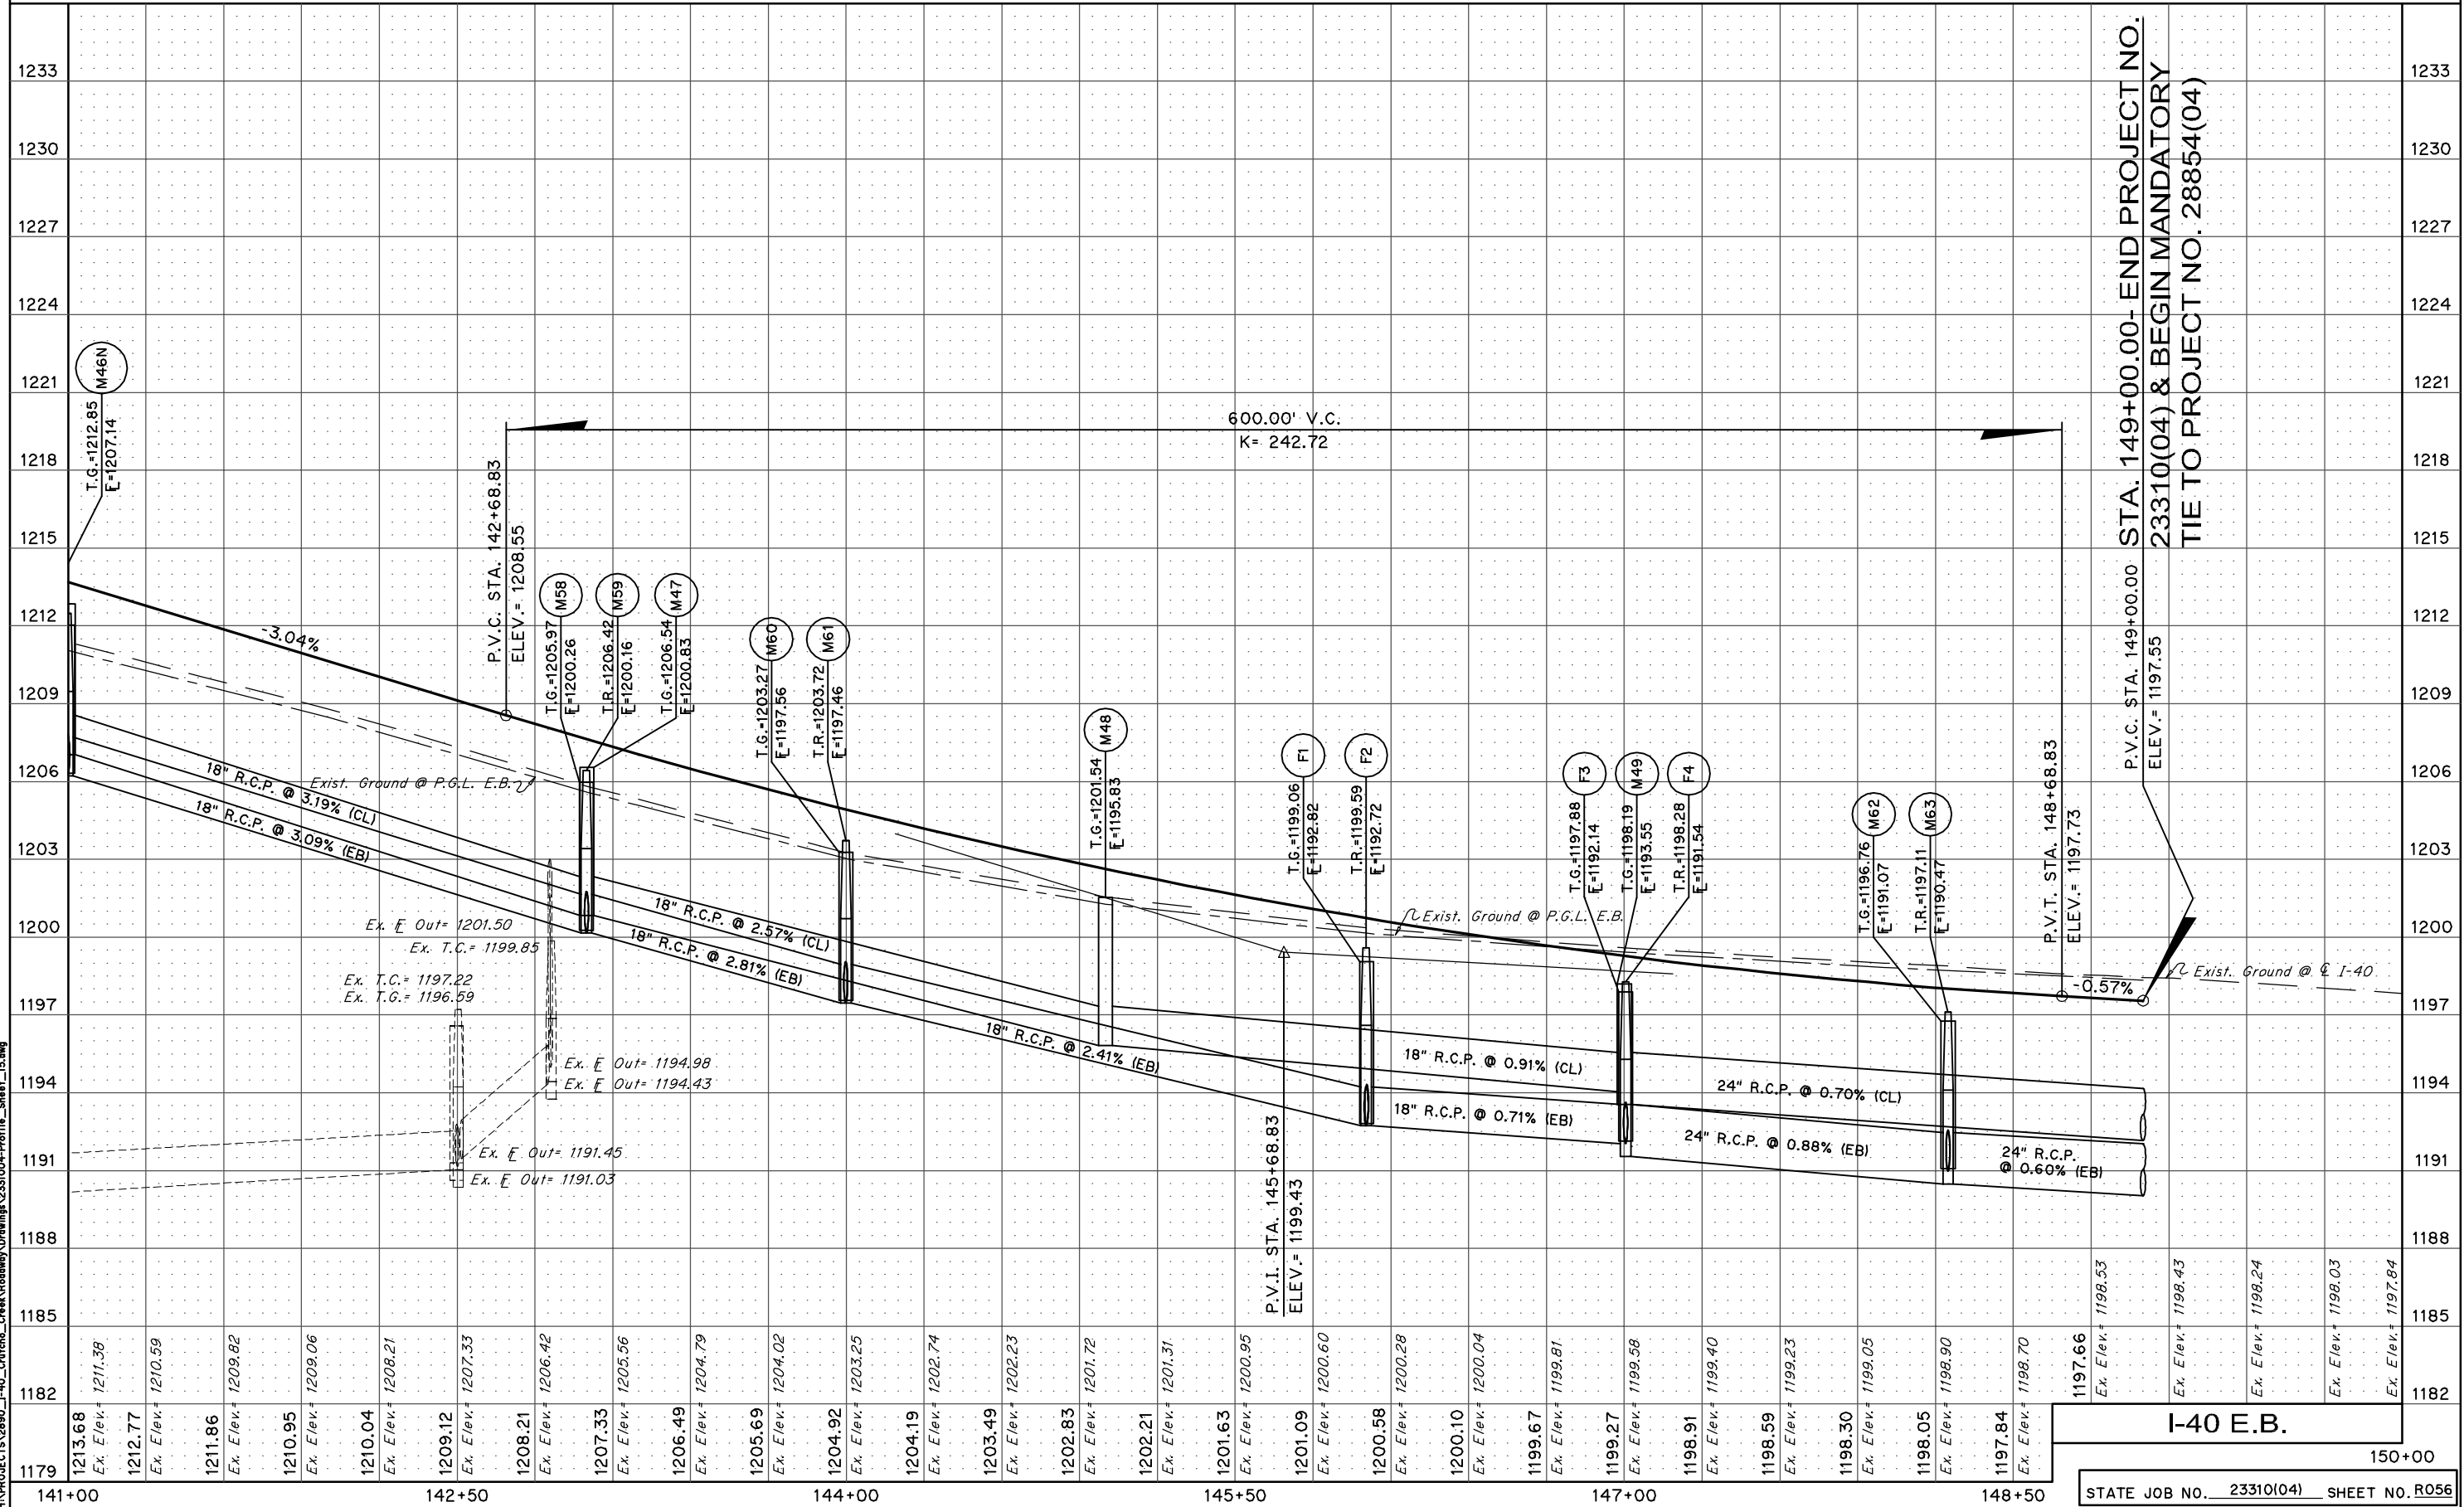 1233
1230
1227
1224
1221
1218
1215
1212
1209
1206
1203
1200
1197
1194
1191
1188
1185
1182
1179
M46N
T.G.=1212.85
F̲=1207.14
-3.04%
P.V.C. STA. 142+68.83
ELEV.= 1208.55
600.00' V.C.
K= 242.72
M58
T.G.=1205.97
F̲=1200.26
M59
T.R.=1206.42
F̲=1200.16
M47
T.G.=1206.54
F̲=1200.83
M60
T.G.=1203.27
F̲=1197.56
M61
T.R.=1203.72
F̲=1197.46
M48
T.G.=1201.54
F̲=1195.83
F1
T.G.=1199.06
F̲=1192.82
F2
T.R.=1199.59
F̲=1192.72
F3
T.G.=1197.88
F̲=1192.14
M49
T.G.=1198.19
F̲=1193.55
F4
T.R.=1198.28
F̲=1191.54
M62
T.G.=1196.76
F̲=1191.07
M63
T.R.=1197.11
F̲=1190.47
P.V.T. STA. 148+68.83
ELEV.= 1197.73
P.V.C. STA. 149+00.00
ELEV.= 1197.55
STA. 149+00.00- END PROJECT NO.
23310(04) & BEGIN MANDATORY
TIE TO PROJECT NO. 28854(04)
18" R.C.P. @ 3.19% (CL)
18" R.C.P. @ 3.09% (EB)
Exist. Ground @ P.G.L. E.B.
18" R.C.P. @ 2.57% (CL)
18" R.C.P. @ 2.81% (EB)
18" R.C.P. @ 2.41% (EB)
Exist. Ground @ P.G.L. E.B.
18" R.C.P. @ 0.91% (CL)
18" R.C.P. @ 0.71% (EB)
24" R.C.P. @ 0.70% (CL)
24" R.C.P. @ 0.88% (EB)
24" R.C.P.
@ 0.60% (EB)
-0.57%
Exist. Ground @ ℄ I-40
Ex. F̲ Out= 1201.50
Ex. T.C.= 1199.85
Ex. T.C.= 1197.22
Ex. T.G.= 1196.59
Ex. F̲ Out= 1194.98
Ex. F̲ Out= 1194.43
Ex. F̲ Out= 1191.45
Ex. F̲ Out= 1191.03
P.V.I. STA. 145+68.83
ELEV.= 1199.43
1213.68
Ex. Elev.= 1211.38
1212.77
Ex. Elev.= 1210.59
1211.86
Ex. Elev.= 1209.82
1210.95
Ex. Elev.= 1209.06
1210.04
Ex. Elev.= 1208.21
1209.12
Ex. Elev.= 1207.33
1208.21
Ex. Elev.= 1206.42
1207.33
Ex. Elev.= 1205.56
1206.49
Ex. Elev.= 1204.79
1205.69
Ex. Elev.= 1204.02
1204.92
Ex. Elev.= 1203.25
1204.19
Ex. Elev.= 1202.74
1203.49
Ex. Elev.= 1202.23
1202.83
Ex. Elev.= 1201.72
1202.21
Ex. Elev.= 1201.31
1201.63
Ex. Elev.= 1200.95
1201.09
Ex. Elev.= 1200.60
1200.58
Ex. Elev.= 1200.28
1200.10
Ex. Elev.= 1200.04
1199.67
Ex. Elev.= 1199.81
1199.27
Ex. Elev.= 1199.58
1198.91
Ex. Elev.= 1199.40
1198.59
Ex. Elev.= 1199.23
1198.30
Ex. Elev.= 1199.05
1198.05
Ex. Elev.= 1198.90
1197.84
Ex. Elev.= 1198.70
1197.66
Ex. Elev.= 1198.53
Ex. Elev.= 1198.43
Ex. Elev.= 1198.24
Ex. Elev.= 1198.03
Ex. Elev.= 1197.84
1233
1230
1227
1224
1221
1218
1215
1212
1209
1206
1203
1200
1197
1194
1191
1188
1185
1182
I-40 E.B.
141+00
142+50
144+00
145+50
147+00
148+50
150+00
STATE JOB NO. 23310(04) SHEET NO. R056